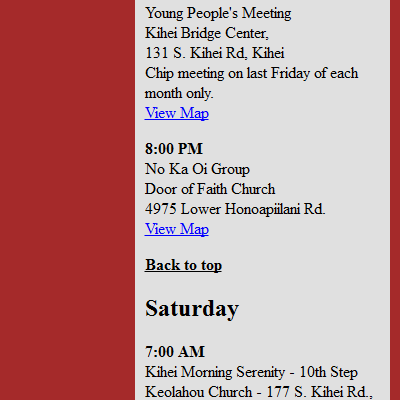 Young People's Meeting
Kihei Bridge Center,
131 S. Kihei Rd, Kihei
Chip meeting on last Friday of each
month only.
View Map
8:00 PM
No Ka Oi Group
Door of Faith Church
4975 Lower Honoapiilani Rd.
View Map
Back to top
Saturday
7:00 AM
Kihei Morning Serenity - 10th Step
Keolahou Church - 177 S. Kihei Rd.,